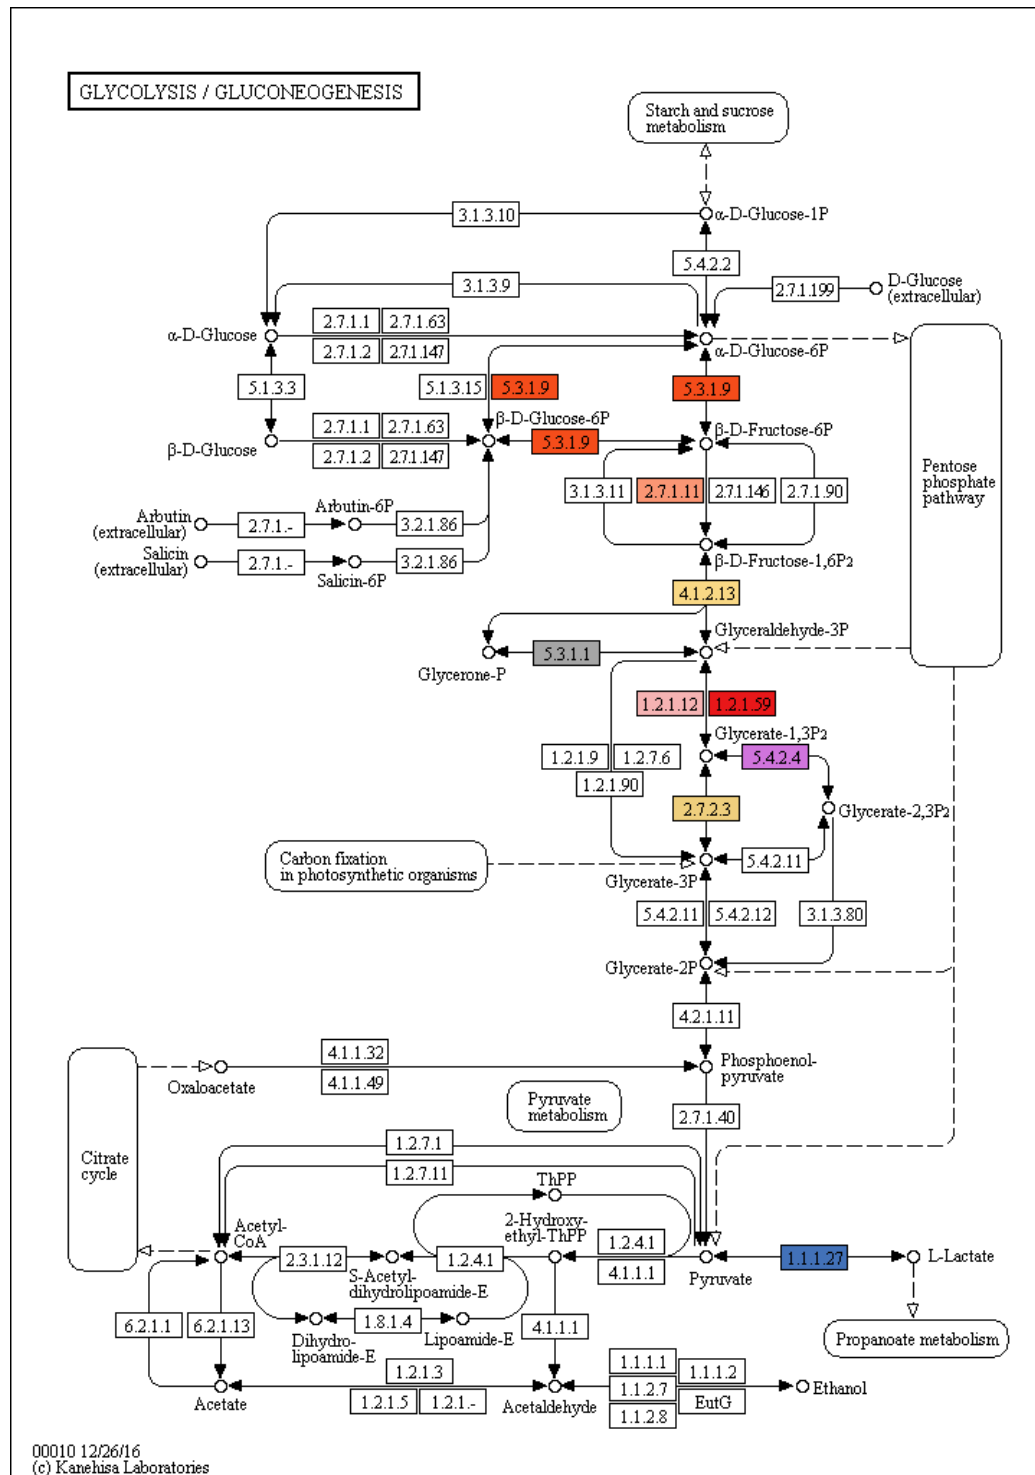 GLYCOLYSIS / GLUCONEOGENESIS
Starch and sucrose
metabolism
3.1.3.10
α-D-Glucose-1P
5.4.2.2
3.1.3.9
2.7.1.199
D-Glucose
(extracellular)
α-D-Glucose
2.7.1.1
2.7.1.63
2.7.1.2
2.7.1.147
α-D-Glucose-6P
5.1.3.3
5.1.3.15
5.3.1.9
5.3.1.9
β-D-Glucose
2.7.1.1
2.7.1.63
2.7.1.2
2.7.1.147
β-D-Glucose-6P
5.3.1.9
β-D-Fructose-6P
Pentose
phosphate
pathway
3.1.3.11
2.7.1.11
2.7.1.146
2.7.1.90
Arbutin
(extracellular)
2.7.1.-
Arbutin-6P
3.2.1.86
Salicin
(extracellular)
2.7.1.-
Salicin-6P
3.2.1.86
β-D-Fructose-1,6P2
4.1.2.13
Glyceraldehyde-3P
Glycerone-P
5.3.1.1
1.2.1.12
1.2.1.59
Glycerate-1,3P2
1.2.1.9
1.2.7.6
1.2.1.90
5.4.2.4
2.7.2.3
Glycerate-2,3P2
Carbon fixation
in photosynthetic organisms
Glycerate-3P
5.4.2.11
5.4.2.11
5.4.2.12
3.1.3.80
Glycerate-2P
4.2.1.11
Oxaloacetate
4.1.1.32
4.1.1.49
Phosphoenol-
pyruvate
Pyruvate
metabolism
2.7.1.40
Citrate
cycle
1.2.7.1
1.2.7.11
ThPP
2-Hydroxy-
ethyl-ThPP
Acetyl-
CoA
2.3.1.12
S-Acetyl-
dihydrolipoamide-E
1.2.4.1
1.2.4.1
4.1.1.1
Pyruvate
1.1.1.27
L-Lactate
6.2.1.1
6.2.1.13
Dihydro-
lipoamide-E
1.8.1.4
Lipoamide-E
4.1.1.1
Propanoate metabolism
Acetate
1.2.1.3
1.2.1.5
1.2.1.-
Acetaldehyde
1.1.1.1
1.1.1.2
1.1.2.7
EutG
1.1.2.8
Ethanol
00010 12/26/16
(c) Kanehisa Laboratories